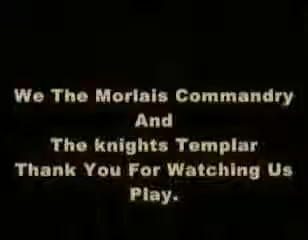 We The Morlais Commandry
And
The knights Templar
Thank You For Watching Us
Play.